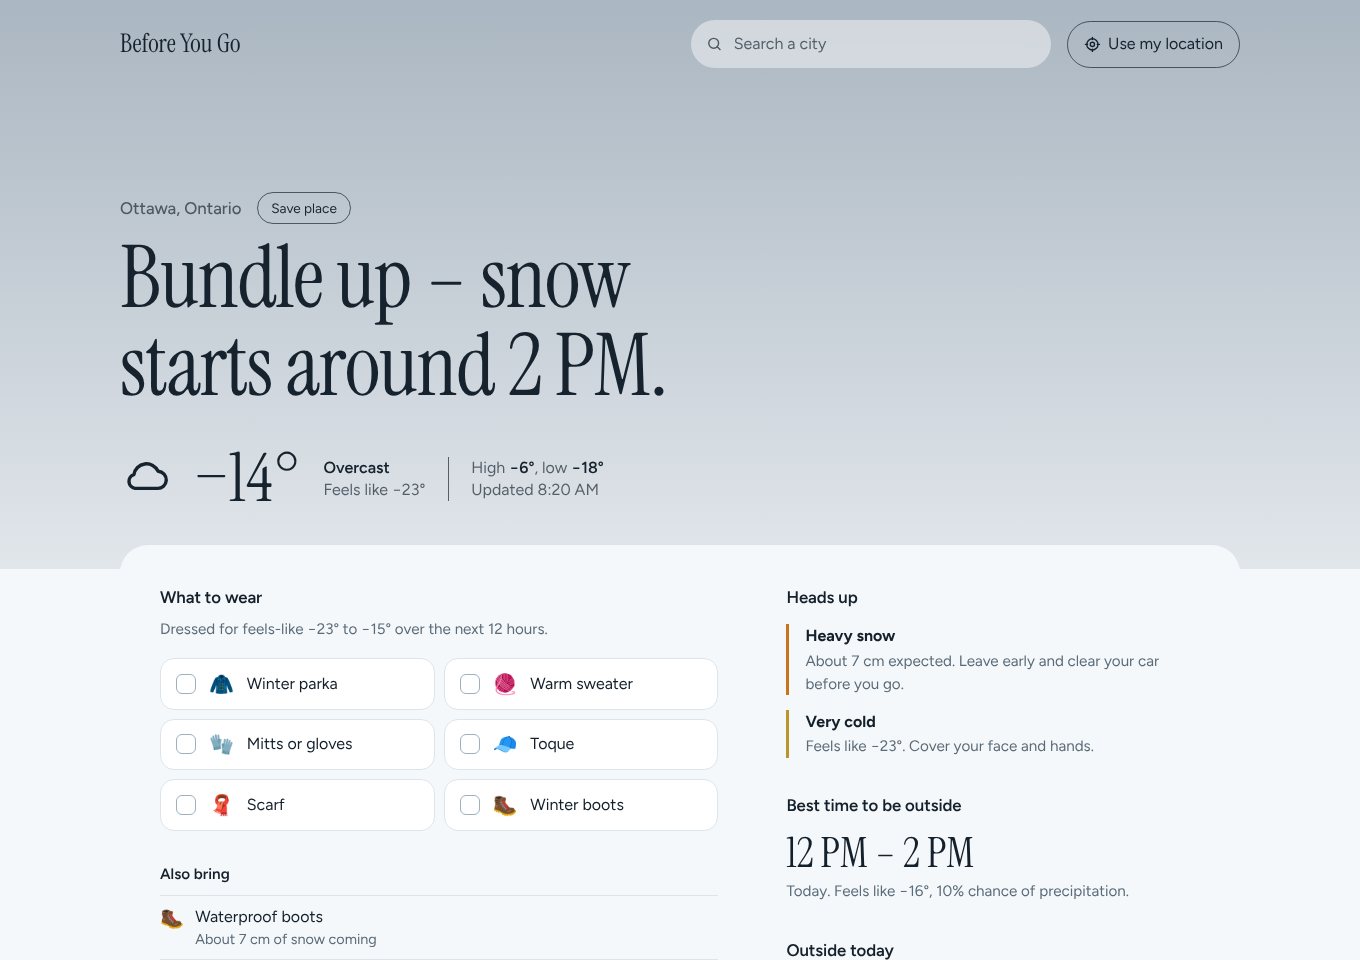 Before You Go
Search a city
Use my location
Ottawa, Ontario
Save place
Bundle up – snow
starts around 2 PM.
−14°
Overcast
Feels like −23°
High −6°, low −18°
Updated 8:20 AM
What to wear
Dressed for feels-like −23° to −15° over the next 12 hours.
Winter parka
Warm sweater
Mitts or gloves
Toque
Scarf
Winter boots
Also bring
Waterproof boots
About 7 cm of snow coming
Heads up
Heavy snow
About 7 cm expected. Leave early and clear your car
before you go.
Very cold
Feels like −23°. Cover your face and hands.
Best time to be outside
12 PM – 2 PM
Today. Feels like −16°, 10% chance of precipitation.
Outside today